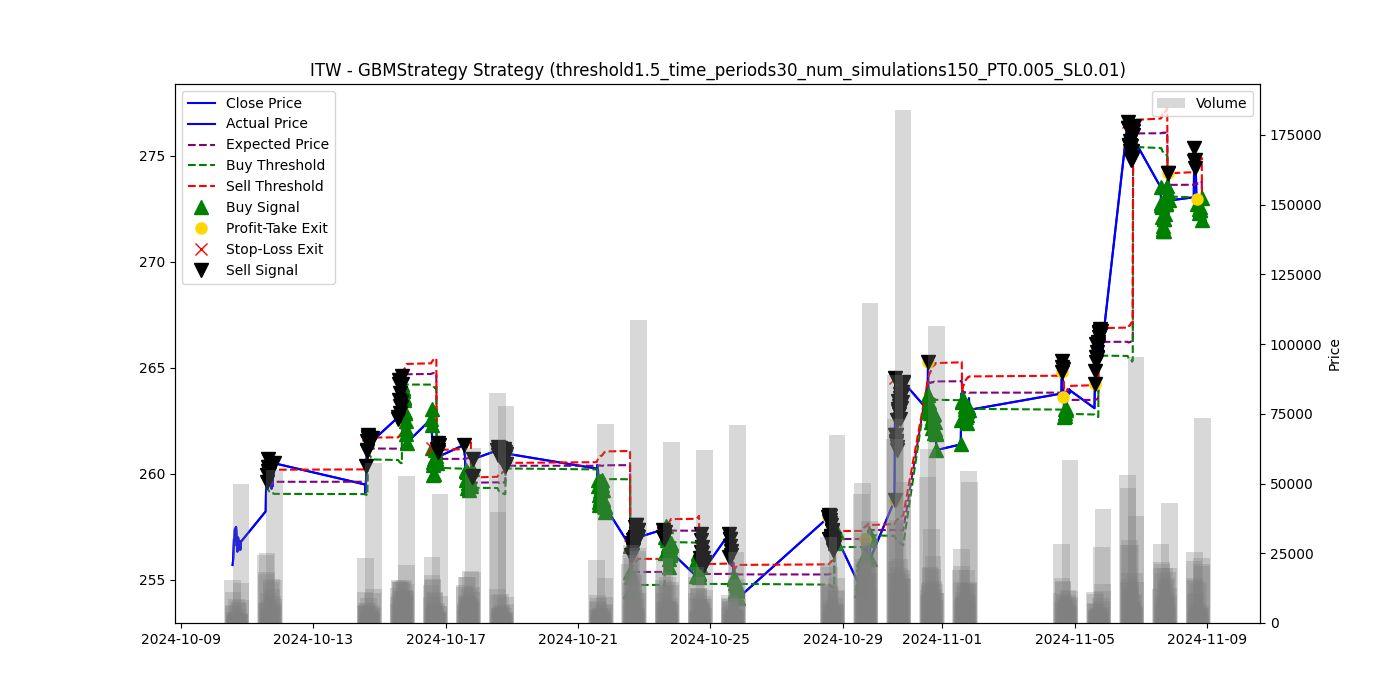 ITW - GBMStrategy Strategy (threshold1.5_time_periods30_num_simulations150_PT0.005_SL0.01)
Close Price
Actual Price
Expected Price
Buy Threshold
Sell Threshold
Buy Signal
Profit-Take Exit
Stop-Loss Exit
Sell Signal
Volume
275
270
265
260
255
175000
150000
125000
100000
75000
50000
25000
0
Price
2024-10-09
2024-10-13
2024-10-17
2024-10-21
2024-10-25
2024-10-29
2024-11-01
2024-11-05
2024-11-09